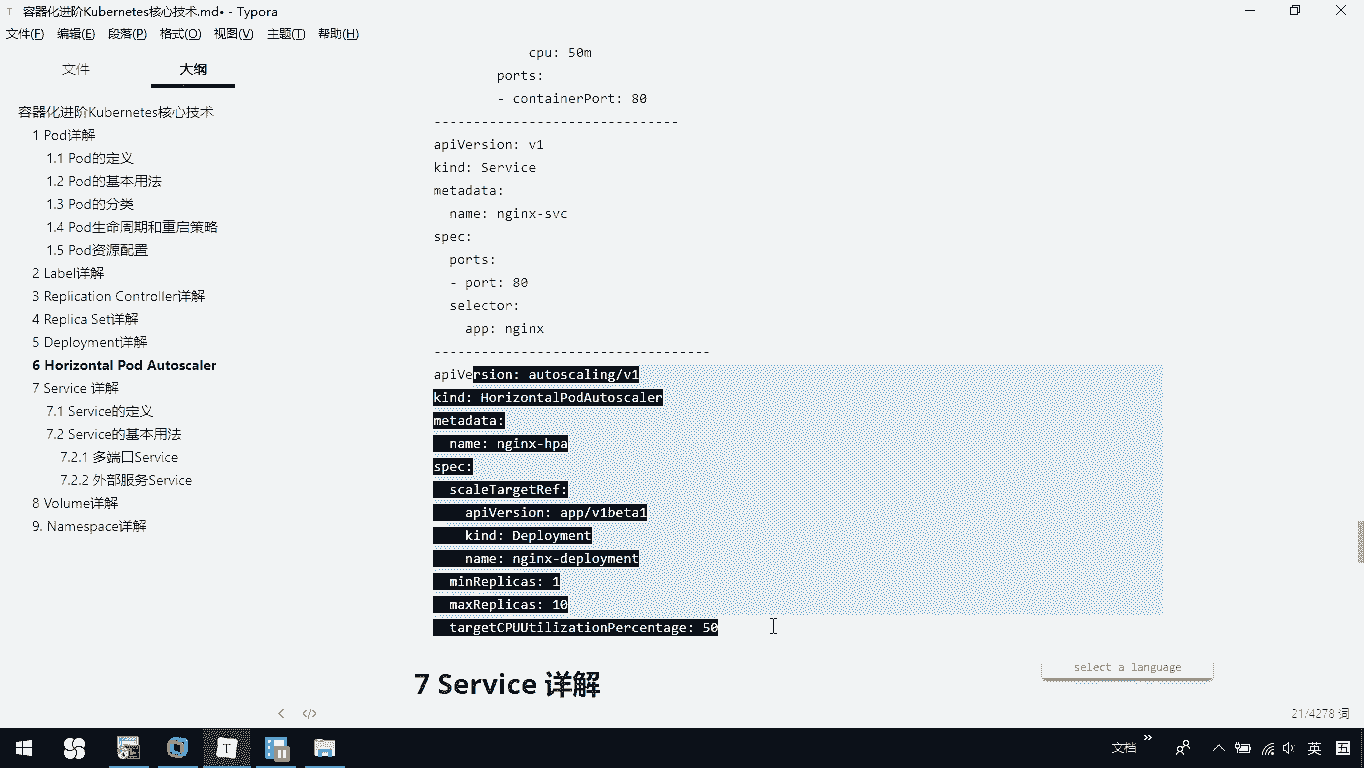 容器化进阶Kubernetes核心技术.md• - Typora
文件(F) 编辑(E) 段落(P) 格式(O) 视图(V) 主题(T) 帮助(H)
文件 大纲
容器化进阶Kubernetes核心技术
1 Pod详解
1.1 Pod的定义
1.2 Pod的基本用法
1.3 Pod的分类
1.4 Pod生命周期和重启策略
1.5 Pod资源配置
2 Label详解
3 Replication Controller详解
4 Replica Set详解
5 Deployment详解
6 Horizontal Pod Autoscaler
7 Service 详解
7.1 Service的定义
7.2 Service的基本用法
7.2.1 多端口Service
7.2.2 外部服务Service
8 Volume详解
9. Namespace详解
cpu: 50m
ports:
- containerPort: 80
-------------------------------
apiVersion: v1
kind: Service
metadata:
name: nginx-svc
spec:
ports:
- port: 80
selector:
app: nginx
-----------------------------------
apiVersion: autoscaling/v1
kind: HorizontalPodAutoscaler
metadata:
name: nginx-hpa
spec:
scaleTargetRef:
apiVersion: app/v1beta1
kind: Deployment
name: nginx-deployment
minReplicas: 1
maxReplicas: 10
targetCPUUtilizationPercentage: 50
select a language
7 Service 详解
21/4278 词
文档 英 五